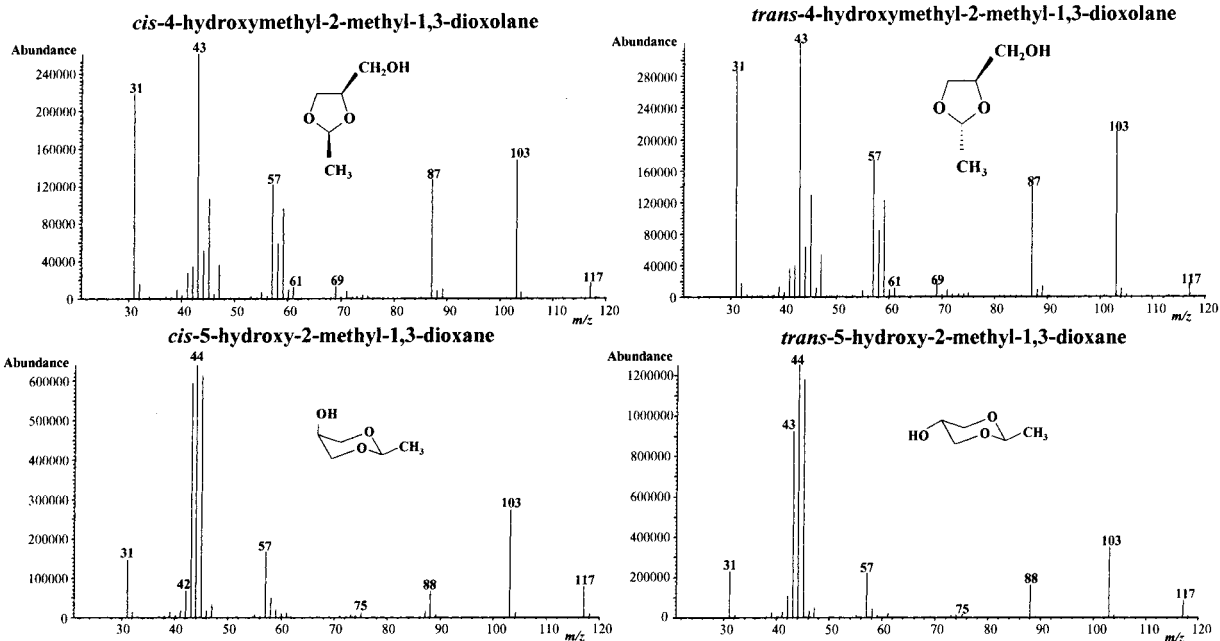 cis-4-hydroxymethyl-2-methyl-1,3-dioxolane
Abundance
43
240000
31
200000
160000
120000
80000
40000
0
57
61
69
87
103
117
CH₂OH
O
O
CH₃
30 40 50 60 70 80 90 100 110 120
m/z
trans-4-hydroxymethyl-2-methyl-1,3-dioxolane
Abundance
43
280000
31
240000
200000
160000
120000
80000
40000
0
57
61
69
87
103
117
CH₂OH
O
O
CH₃
30 40 50 60 70 80 90 100 110 120
m/z
cis-5-hydroxy-2-methyl-1,3-dioxane
Abundance
44
600000
500000
400000
300000
200000
100000
0
31
42
57
75
88
103
117
OH
O
O
CH₃
30 40 50 60 70 80 90 100 110 120
m/z
trans-5-hydroxy-2-methyl-1,3-dioxane
Abundance
44
1200000
1000000
43
800000
600000
400000
200000
0
31
57
75
88
103
117
HO
O
O
CH₃
30 40 50 60 70 80 90 100 110 120
m/z